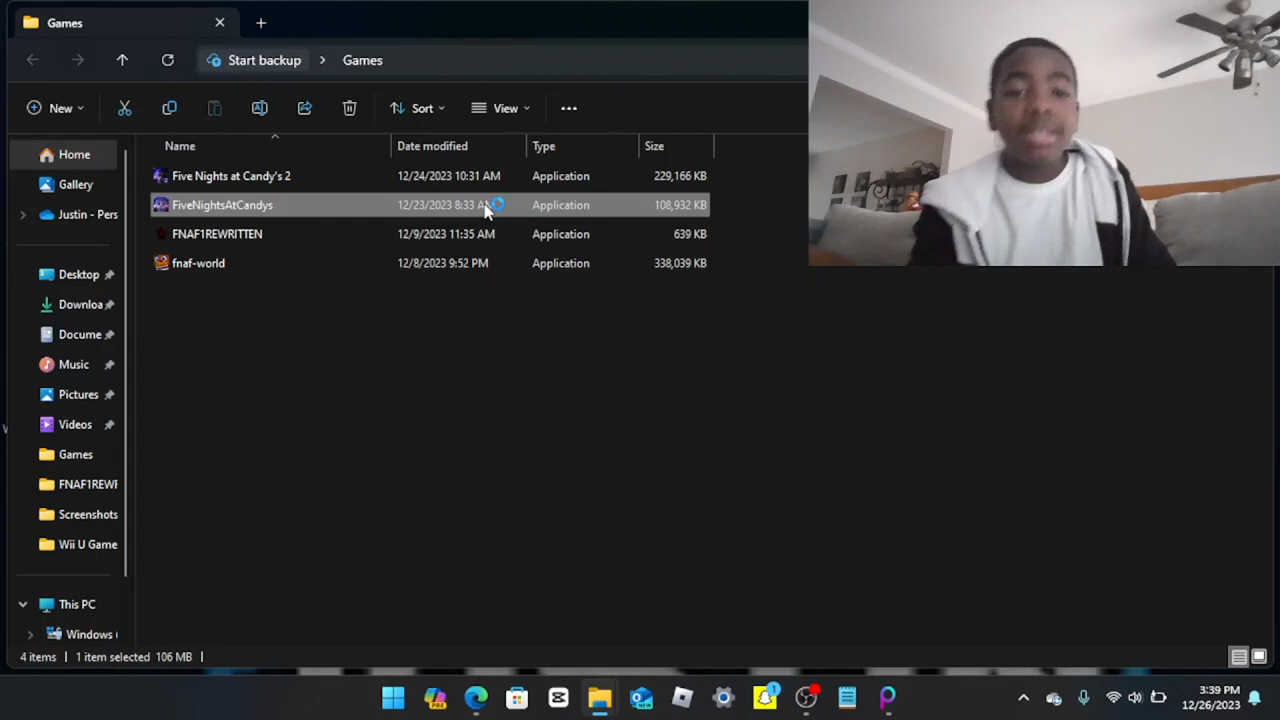 Games
Start backup > Games
New Sort View
Name Date modified Type Size
Home
Gallery
Justin - Pers
Desktop
Downloa
Docume
Music
Pictures
Videos
Games
FNAF1REWF
Screenshots
Wii U Game
This PC
Windows (
Five Nights at Candy's 2 12/24/2023 10:31 AM Application 229,166 KB
FiveNightsAtCandys 12/23/2023 8:33 Application 108,932 KB
FNAF1REWRITTEN 12/9/2023 11:35 AM Application 639 KB
fnaf-world 12/8/2023 9:52 PM Application 338,039 KB
4 items 1 item selected 106 MB
PRE
NEW
1
3:39 PM
12/26/2023